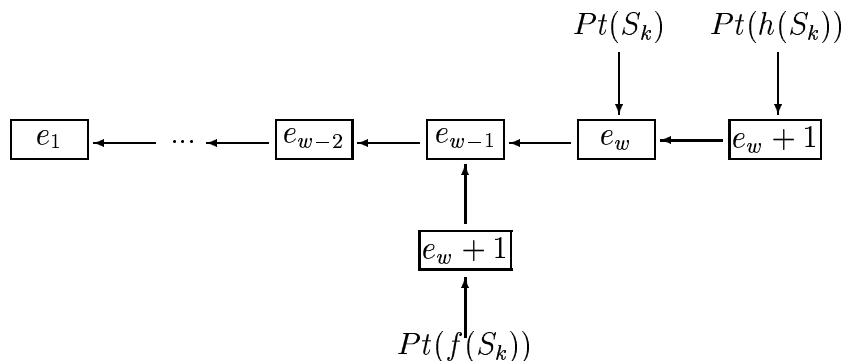 Pt(S_k) Pt(h(S_k))
e_1 ... e_{w-2} e_{w-1} e_w e_w + 1
e_w + 1
Pt(f(S_k))